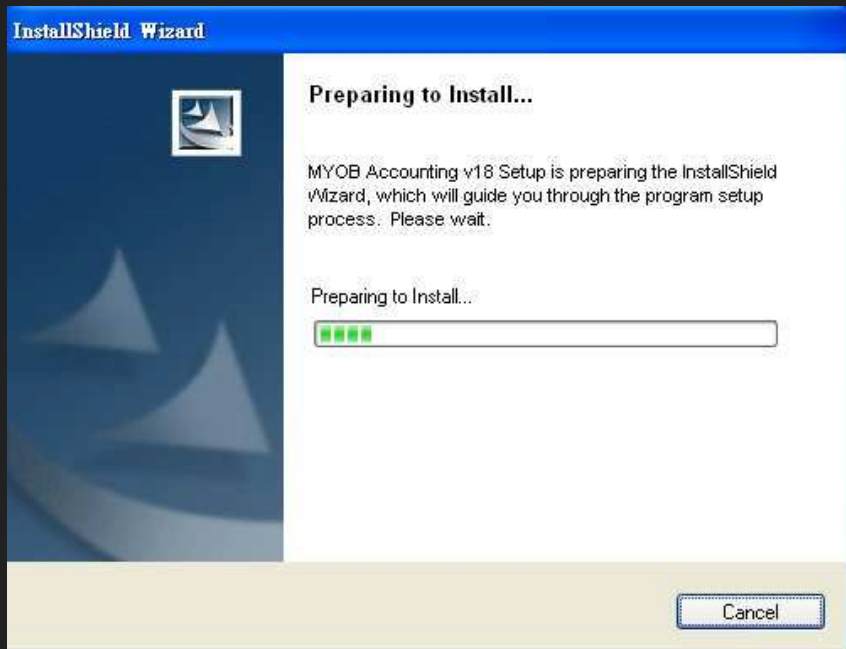 InstallShield Wizard
Preparing to Install...
MYOB Accounting v18 Setup is preparing the InstallShield
Wizard, which will guide you through the program setup
process. Please wait.
Preparing to Install...
Cancel